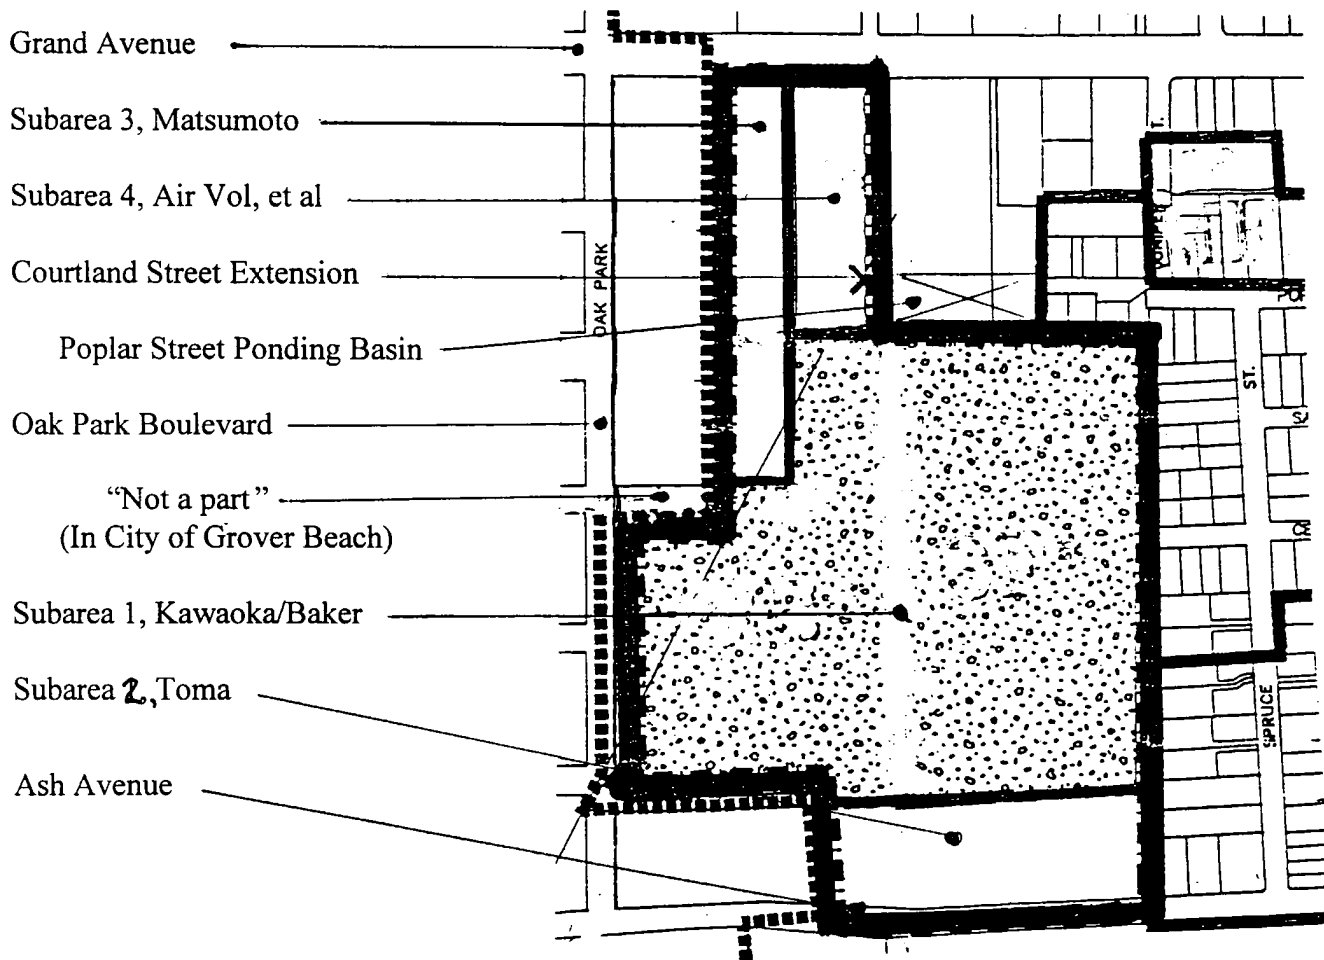 Grand Avenue
Subarea 3, Matsumoto
Subarea 4, Air Vol, et al
Courtland Street Extension
Poplar Street Ponding Basin
Oak Park Boulevard
“Not a part”
(In City of Grover Beach)
Subarea 1, Kawaoka/Baker
Subarea 2, Toma
Ash Avenue
OAK PARK
ST.
SPRUCE